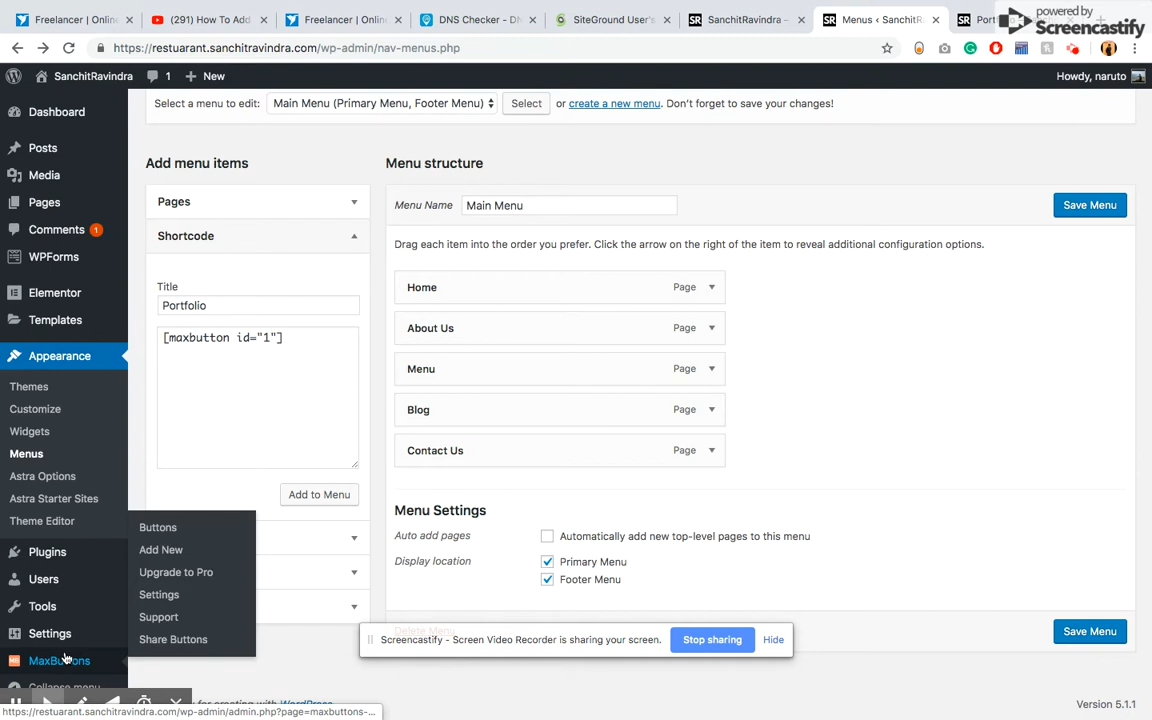 powered by
Screencastify
Freelancer | Online
(291) How To Add
Freelancer | Online
DNS Checker - DN
SiteGround User's
SanchitRavindra –
Menus ‹ SanchitR
https://restuarant.sanchitravindra.com/wp-admin/nav-menus.php
SanchitRavindra 1 New Howdy, naruto
Dashboard
Posts
Media
Pages
Comments 1
WPForms
Elementor
Templates
Appearance
Themes
Customize
Widgets
Menus
Astra Options
Astra Starter Sites
Theme Editor
Plugins
Users
Tools
Settings
MaxButtons
Collapse menu
Buttons
Add New
Upgrade to Pro
Settings
Support
Share Buttons
Select a menu to edit: Main Menu (Primary Menu, Footer Menu) Select or create a new menu. Don't forget to save your changes!
Add menu items
Pages
Shortcode
Title
Portfolio
[maxbutton id="1"]
Add to Menu
Menu structure
Menu Name Main Menu Save Menu
Drag each item into the order you prefer. Click the arrow on the right of the item to reveal additional configuration options.
Home Page
About Us Page
Menu Page
Blog Page
Contact Us Page
Menu Settings
Auto add pages Automatically add new top-level pages to this menu
Display location Primary Menu
Footer Menu
Delete Menu Save Menu
Screencastify - Screen Video Recorder is sharing your screen. Stop sharing Hide
for creating with WordPress.
Version 5.1.1
https://restuarant.sanchitravindra.com/wp-admin/admin.php?page=maxbuttons-...